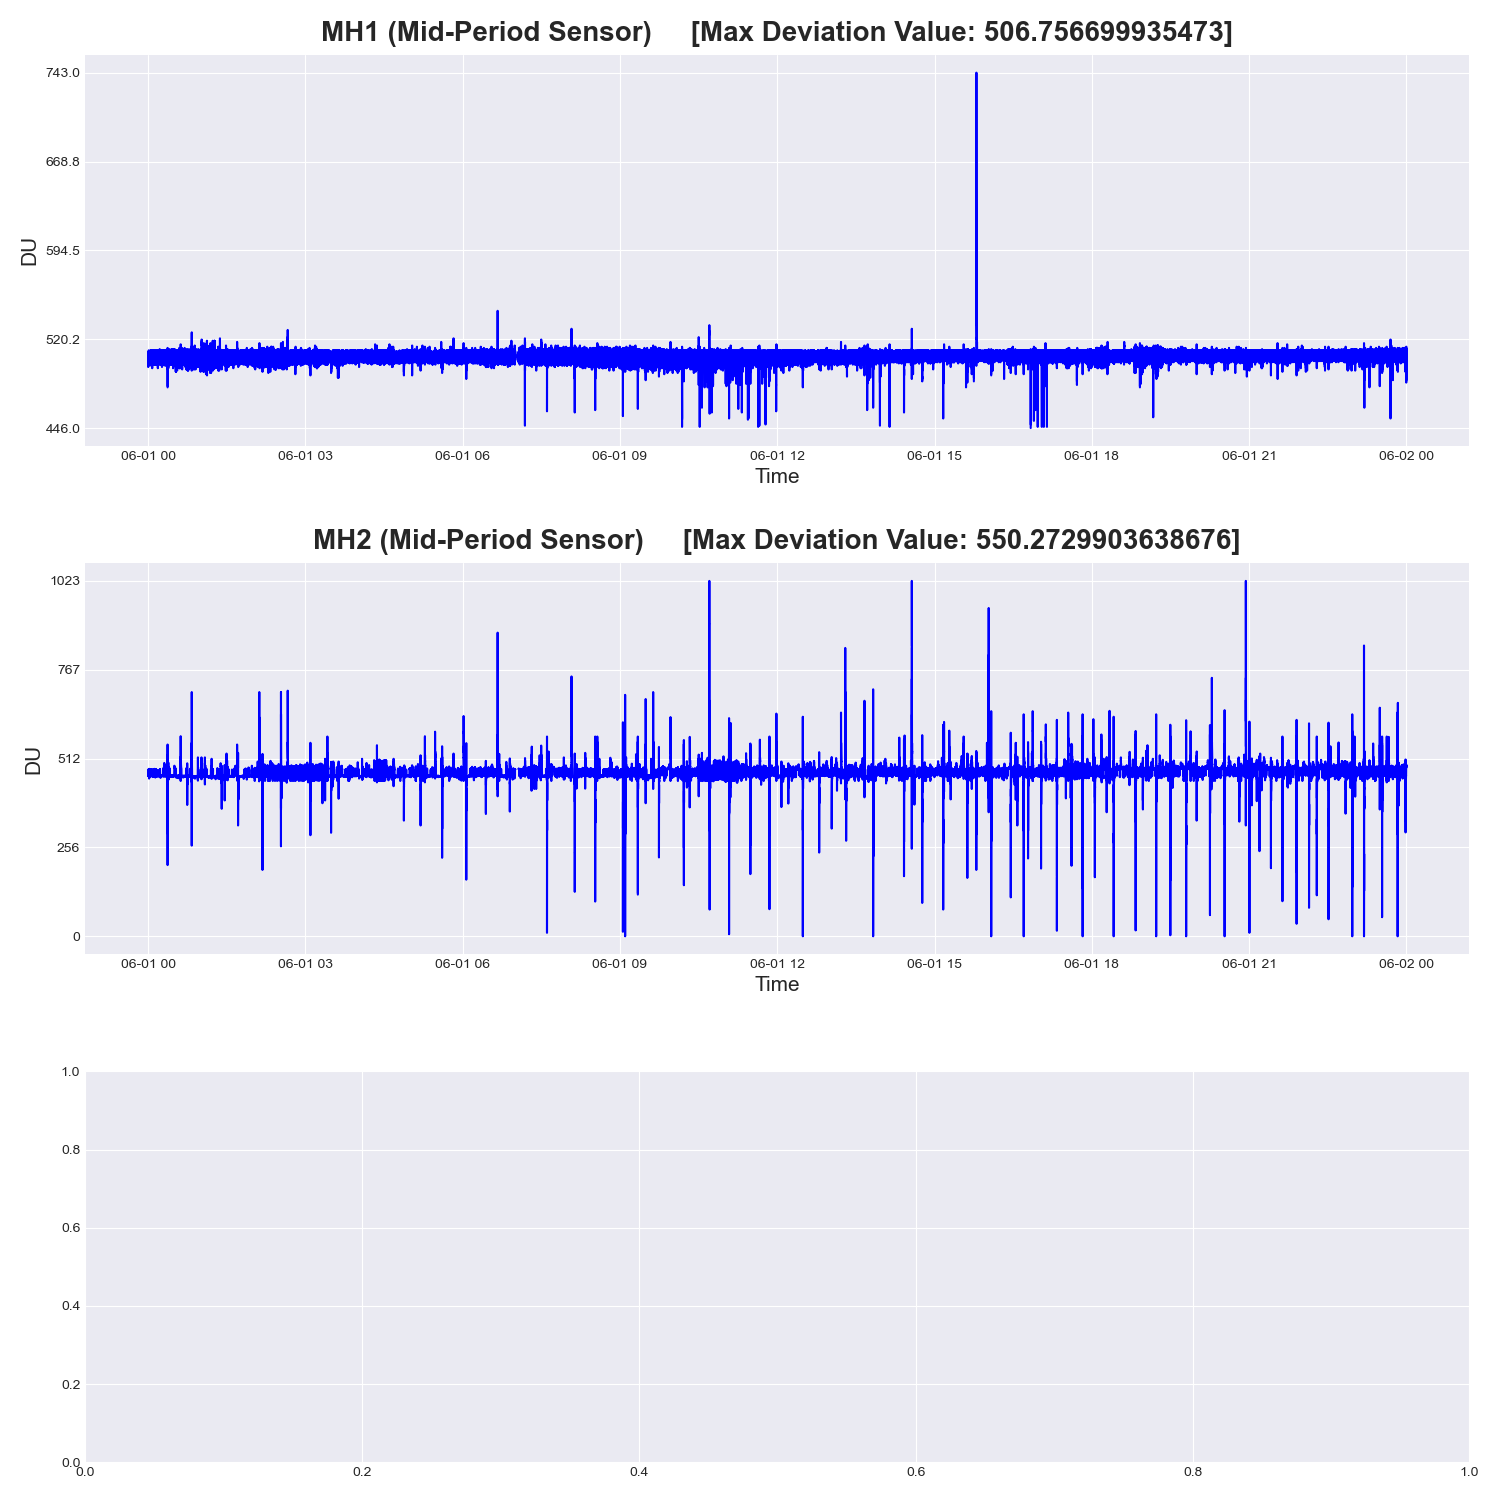 MH1 (Mid-Period Sensor) [Max Deviation Value: 506.756699935473]
743.0
668.8
594.5
520.2
446.0
DU
06-01 00 06-01 03 06-01 06 06-01 09 06-01 12 06-01 15 06-01 18 06-01 21 06-02 00
Time
MH2 (Mid-Period Sensor) [Max Deviation Value: 550.2729903638676]
1023
767
512
256
0
DU
06-01 00 06-01 03 06-01 06 06-01 09 06-01 12 06-01 15 06-01 18 06-01 21 06-02 00
Time
1.0
0.8
0.6
0.4
0.2
0.0
0.0 0.2 0.4 0.6 0.8 1.0